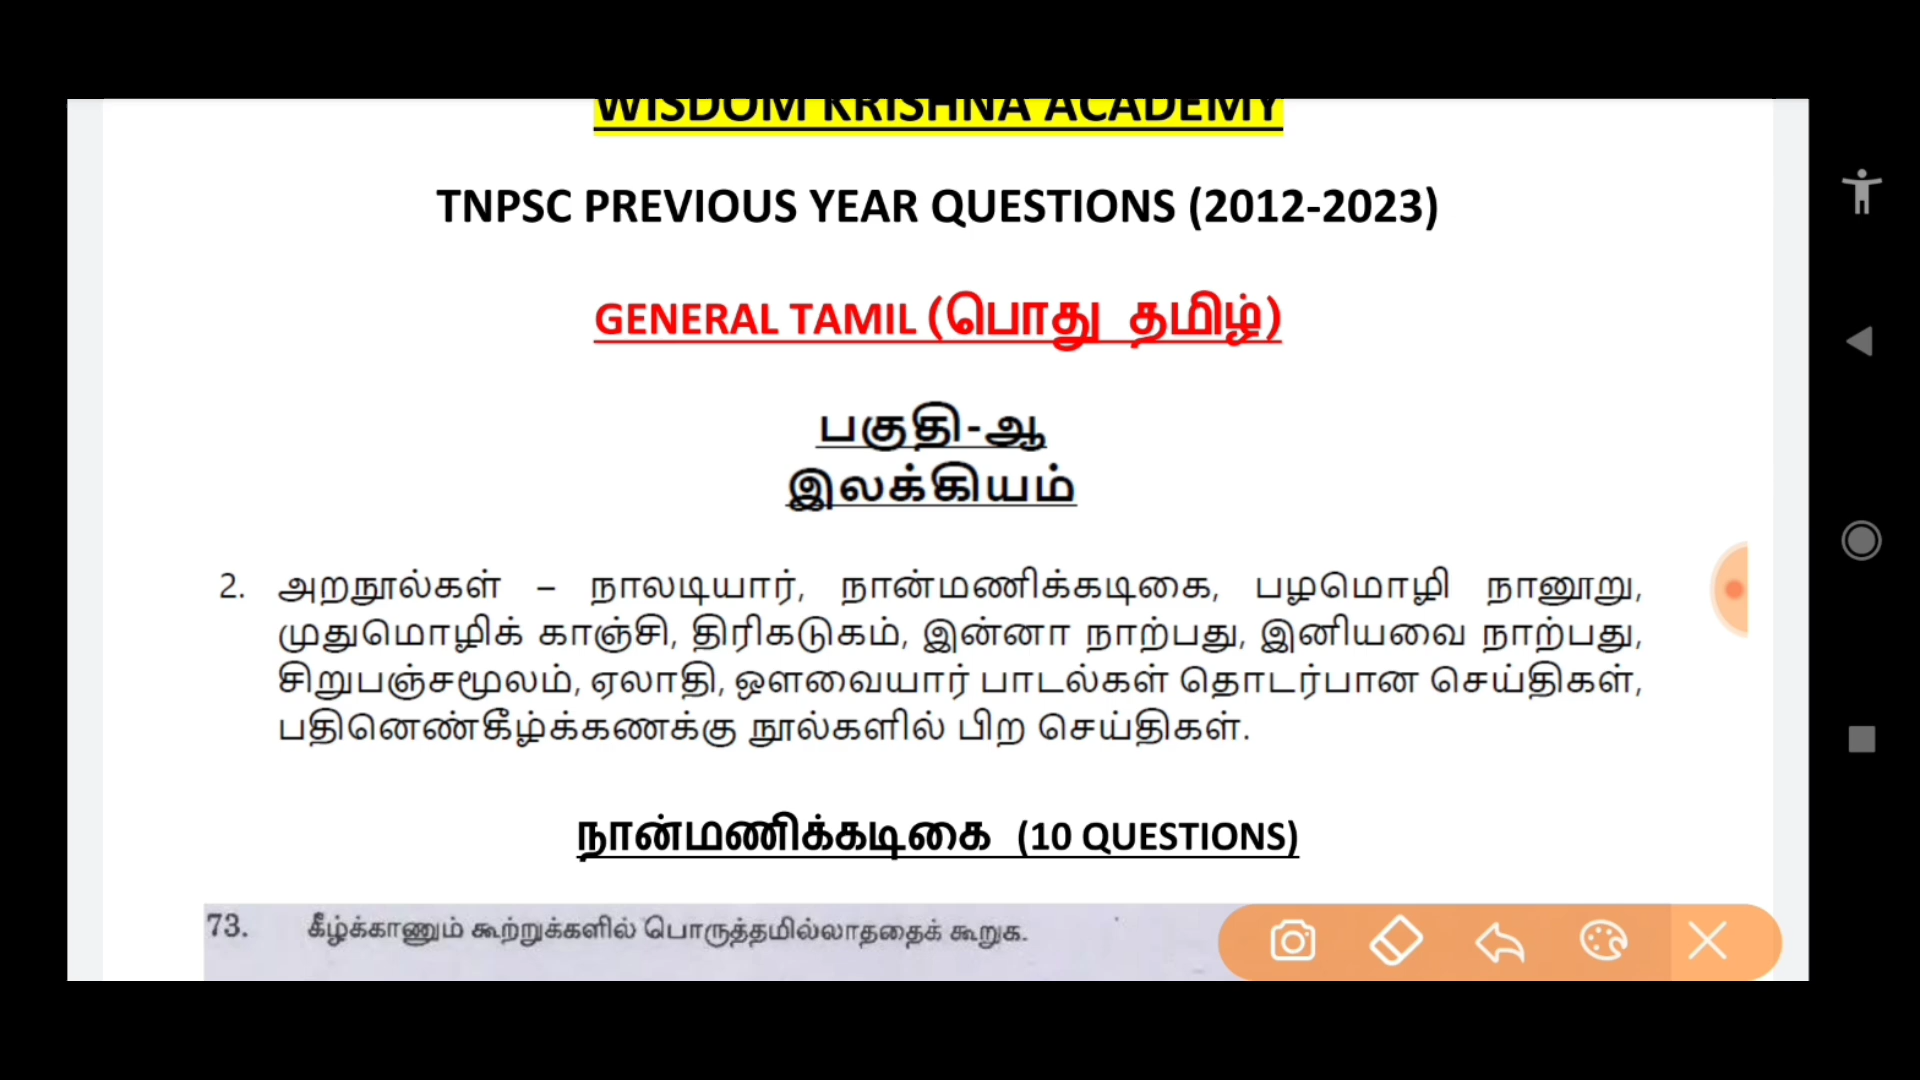 WISDOM KRISHNA ACADEMY
TNPSC PREVIOUS YEAR QUESTIONS (2012-2023)
GENERAL TAMIL (பொது தமிழ்)
பகுதி-ஆ
இலக்கியம்
2. அறநூல்கள் – நாலடியார், நான்மணிக்கடிகை, பழமொழி நானூறு,
முதுமொழிக் காஞ்சி, திரிகடுகம், இன்னா நாற்பது, இனியவை நாற்பது,
சிறுபஞ்சமூலம், ஏலாதி, ஔவையார் பாடல்கள் தொடர்பான செய்திகள்,
பதினெண்கீழ்க்கணக்கு நூல்களில் பிற செய்திகள்.
நான்மணிக்கடிகை (10 QUESTIONS)
73. கீழ்க்காணும் கூற்றுக்களில் பொருத்தமில்லாததைக் கூறுக.